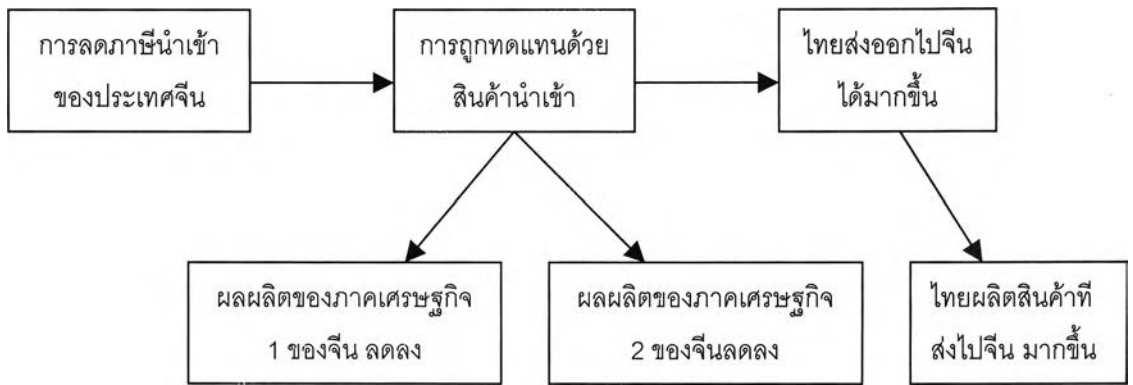 การลดภาษีนำเข้า
ของประเทศจีน
การถูกทดแทนด้วย
สินค้านำเข้า
ไทยส่งออกไปจีน
ได้มากขึ้น
ผลผลิตของภาคเศรษฐกิจ
1 ของจีน ลดลง
ผลผลิตของภาคเศรษฐกิจ
2 ของจีนลดลง
ไทยผลิตสินค้าที
ส่งไปจีน มากขึ้น